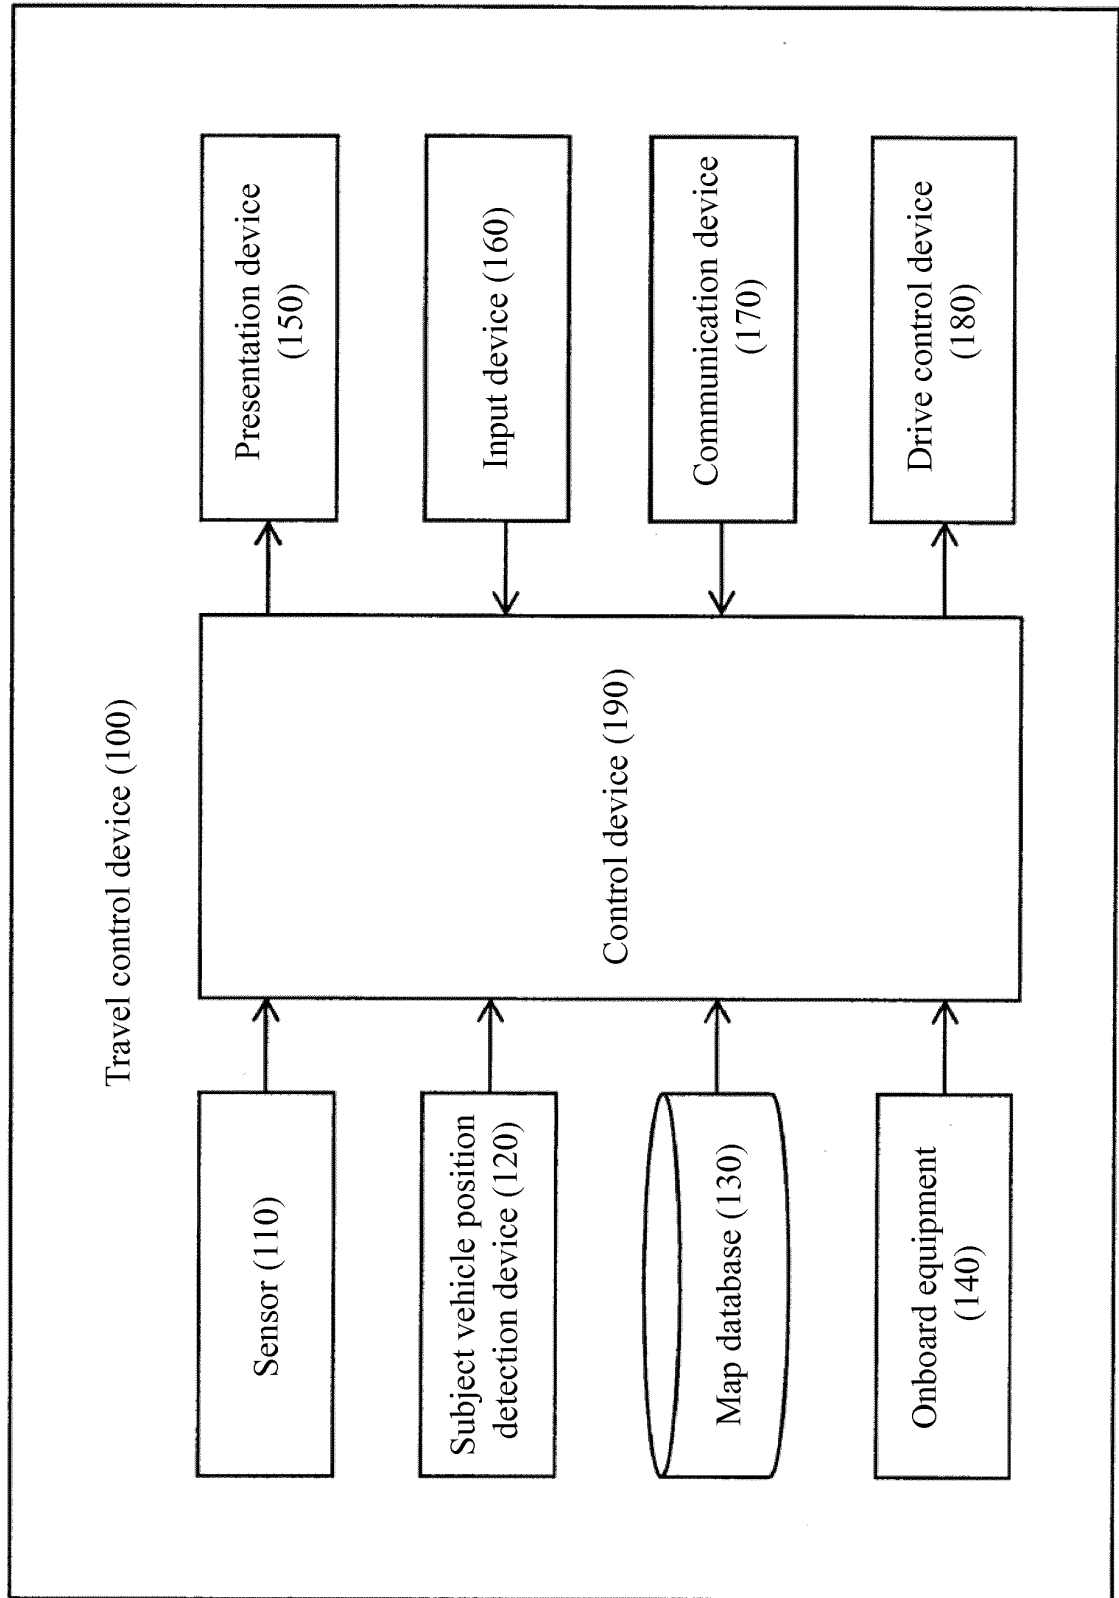 Travel control device (100)
Sensor (110)
Subject vehicle position
detection device (120)
Map database (130)
Onboard equipment
(140)
Control device (190)
Presentation device
(150)
Input device (160)
Communication device
(170)
Drive control device
(180)